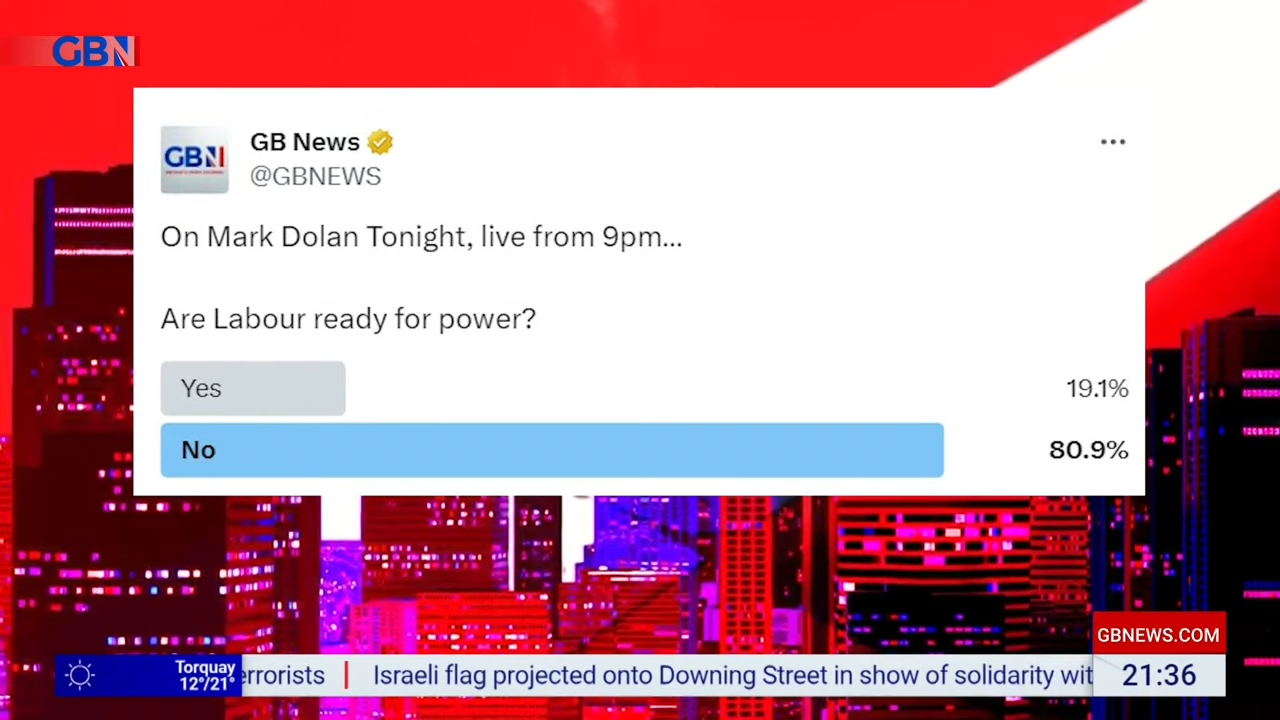 GBN
GBN
GB News
@GBNEWS
On Mark Dolan Tonight, live from 9pm...
Are Labour ready for power?
Yes 19.1%
No 80.9%
GBNEWS.COM
Torquay
12°/21°
errorists | Israeli flag projected onto Downing Street in show of solidarity wit
21:36